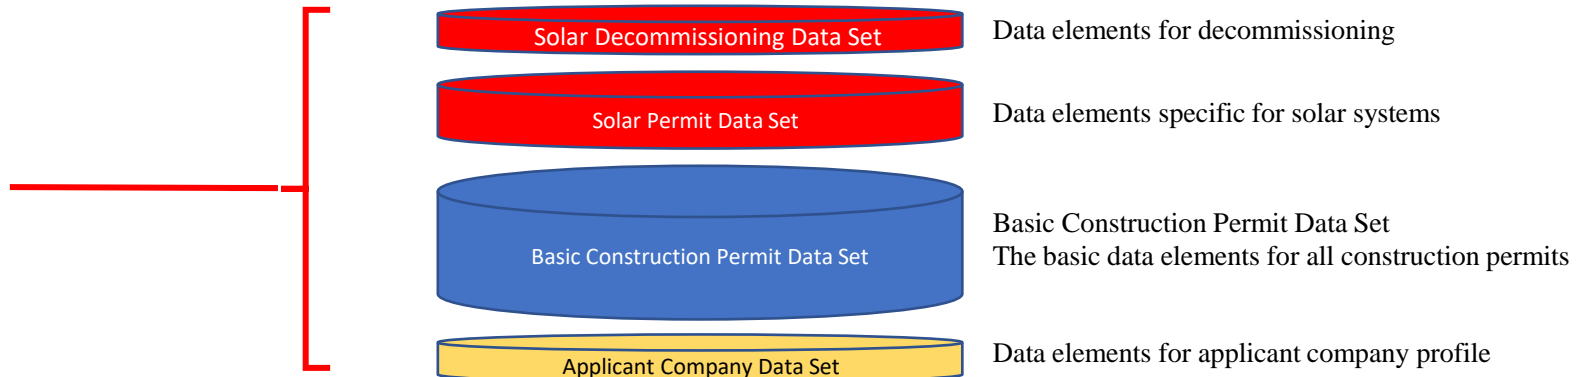 Solar Decommissioning Data Set
Data elements for decommissioning
Solar Permit Data Set
Data elements specific for solar systems
Basic Construction Permit Data Set
Basic Construction Permit Data Set
The basic data elements for all construction permits
Applicant Company Data Set
Data elements for applicant company profile